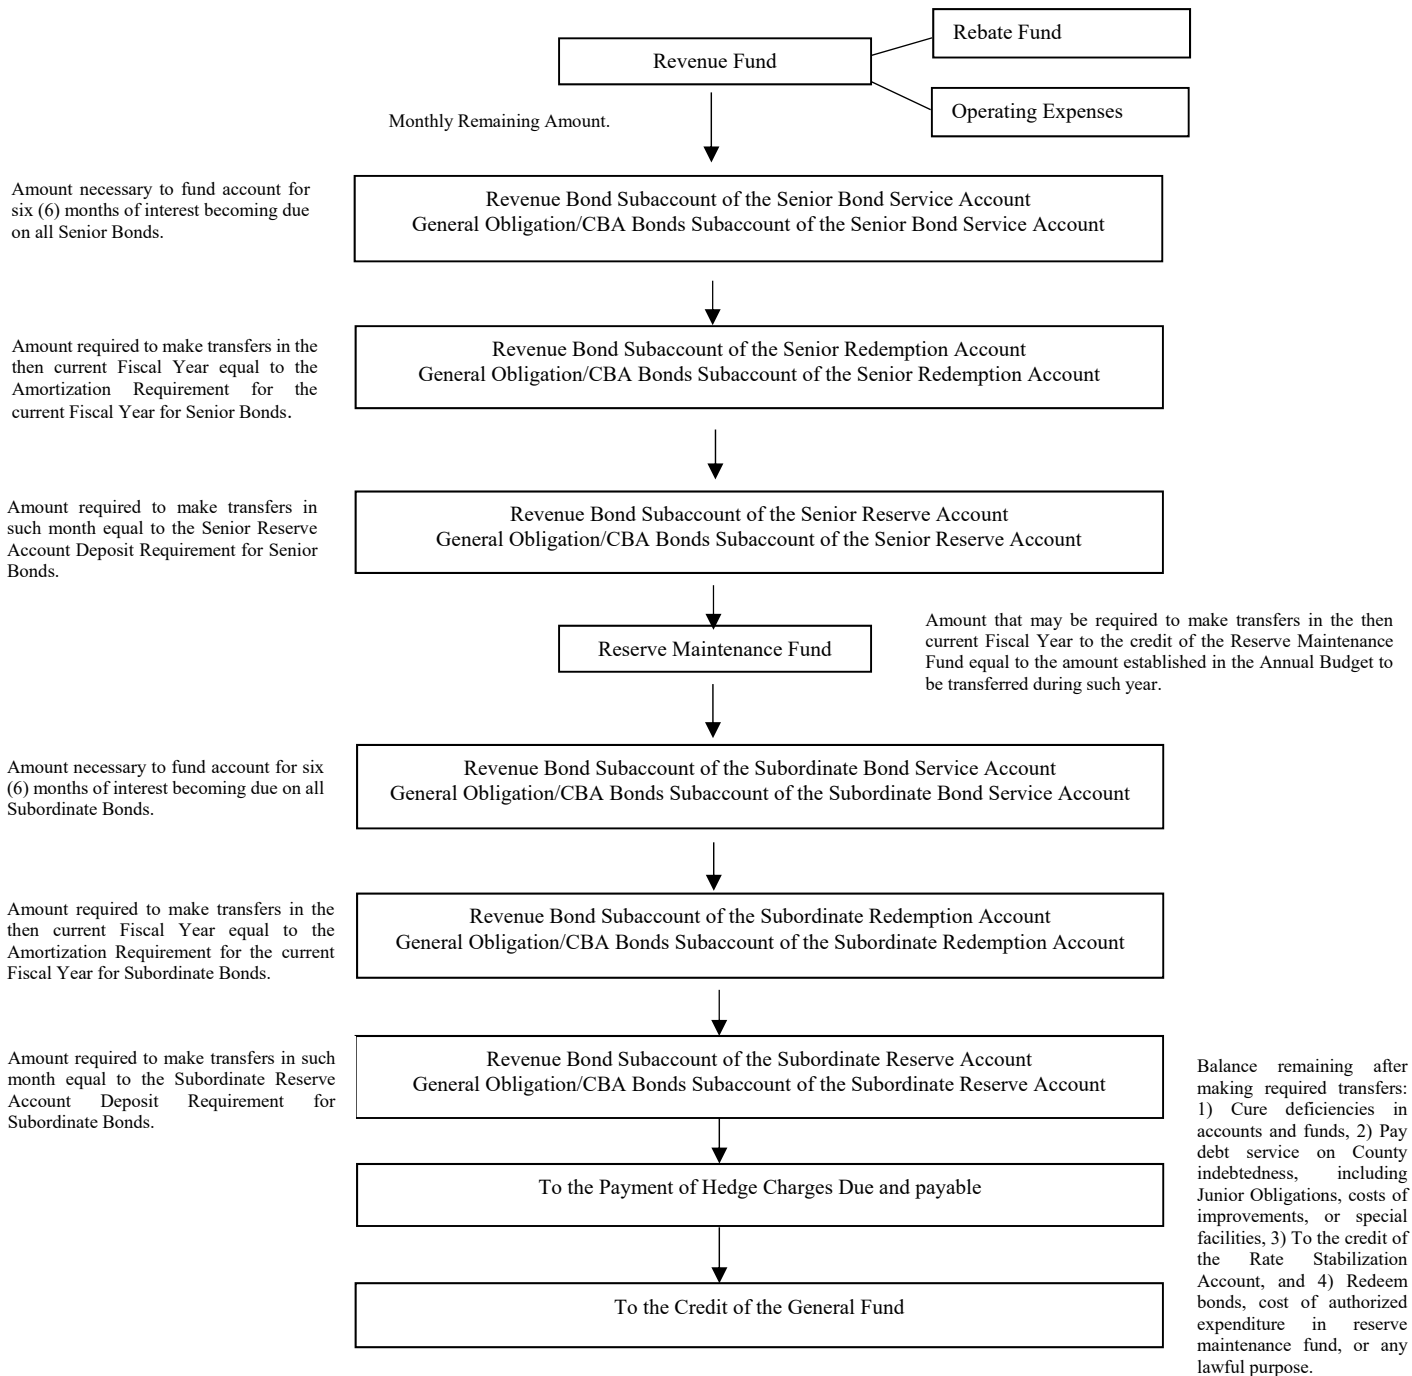 Rebate Fund
Revenue Fund
Operating Expenses
Monthly Remaining Amount.
Amount necessary to fund account for
six (6) months of interest becoming due
on all Senior Bonds.
Revenue Bond Subaccount of the Senior Bond Service Account
General Obligation/CBA Bonds Subaccount of the Senior Bond Service Account
Amount required to make transfers in the
then current Fiscal Year equal to the
Amortization Requirement for the
current Fiscal Year for Senior Bonds.
Revenue Bond Subaccount of the Senior Redemption Account
General Obligation/CBA Bonds Subaccount of the Senior Redemption Account
Amount required to make transfers in
such month equal to the Senior Reserve
Account Deposit Requirement for Senior
Bonds.
Revenue Bond Subaccount of the Senior Reserve Account
General Obligation/CBA Bonds Subaccount of the Senior Reserve Account
Reserve Maintenance Fund
Amount that may be required to make transfers in the then
current Fiscal Year to the credit of the Reserve Maintenance
Fund equal to the amount established in the Annual Budget to
be transferred during such year.
Amount necessary to fund account for six
(6) months of interest becoming due on all
Subordinate Bonds.
Revenue Bond Subaccount of the Subordinate Bond Service Account
General Obligation/CBA Bonds Subaccount of the Subordinate Bond Service Account
Amount required to make transfers in the
then current Fiscal Year equal to the
Amortization Requirement for the current
Fiscal Year for Subordinate Bonds.
Revenue Bond Subaccount of the Subordinate Redemption Account
General Obligation/CBA Bonds Subaccount of the Subordinate Redemption Account
Amount required to make transfers in such
month equal to the Subordinate Reserve
Account Deposit Requirement for
Subordinate Bonds.
Revenue Bond Subaccount of the Subordinate Reserve Account
General Obligation/CBA Bonds Subaccount of the Subordinate Reserve Account
To the Payment of Hedge Charges Due and payable
To the Credit of the General Fund
Balance remaining after
making required transfers:
1) Cure deficiencies in
accounts and funds, 2) Pay
debt service on County
indebtedness, including
Junior Obligations, costs of
improvements, or special
facilities, 3) To the credit of
the Rate Stabilization
Account, and 4) Redeem
bonds, cost of authorized
expenditure in reserve
maintenance fund, or any
lawful purpose.